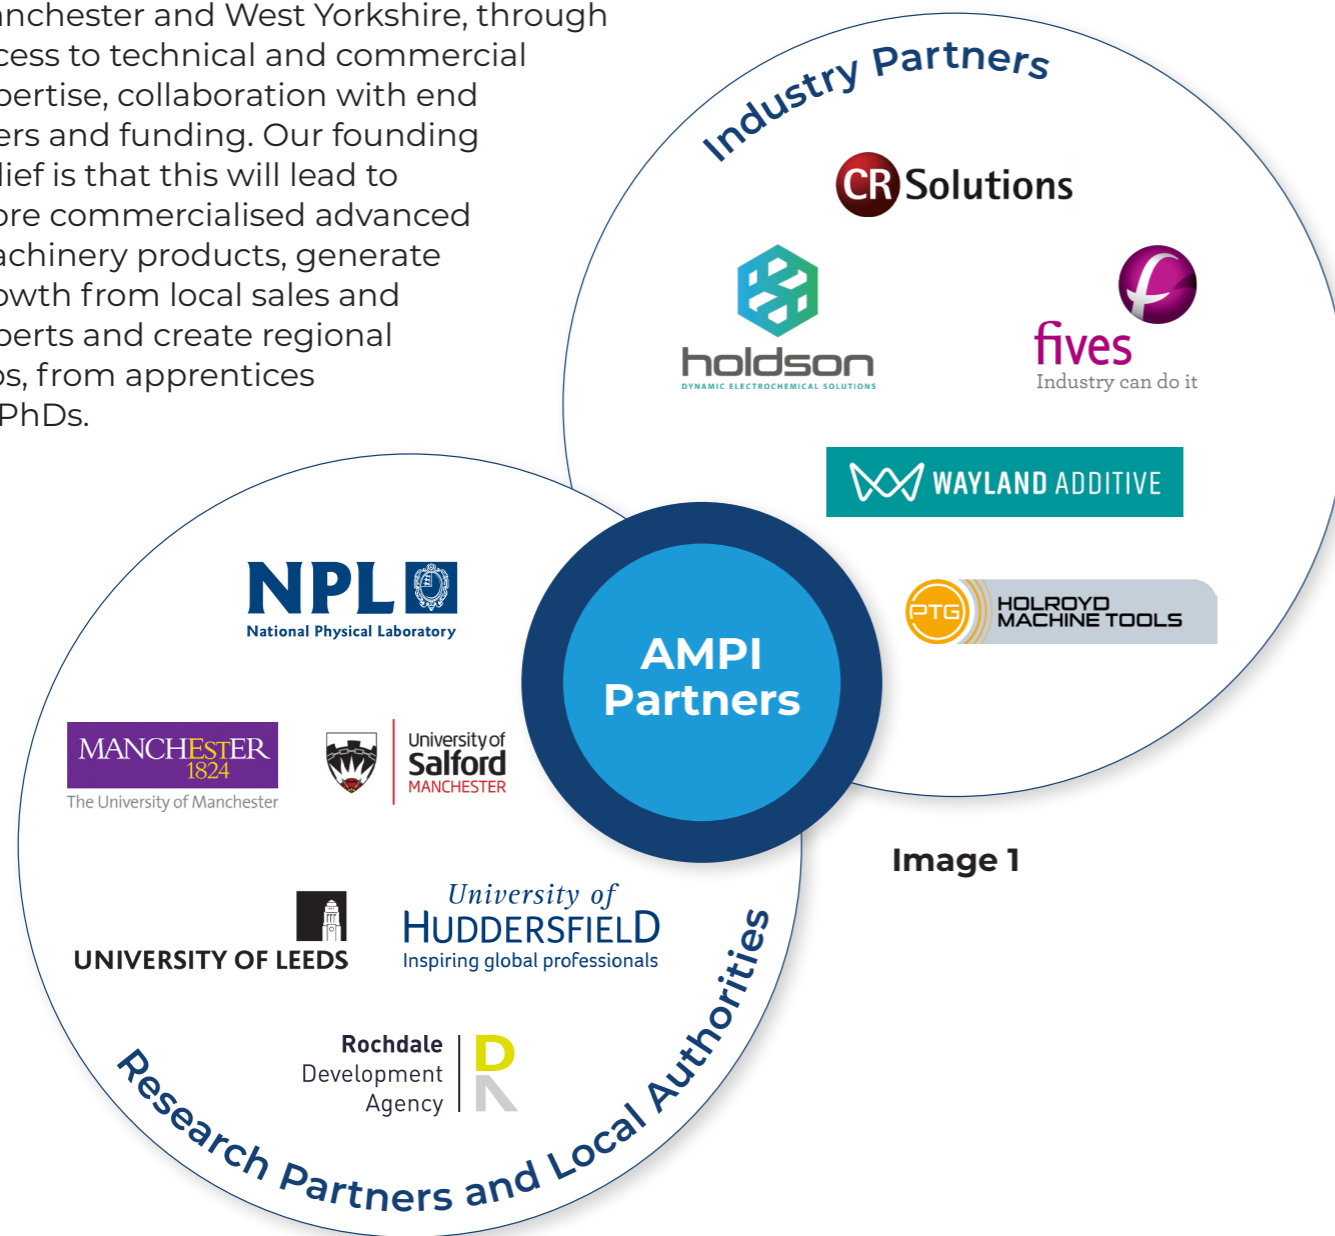 anchester and West Yorkshire, through
cess to technical and commercial
pertise, collaboration with end
ers and funding. Our founding
lief is that this will lead to
ore commercialised advanced
achinery products, generate
owth from local sales and
perts and create regional
os, from apprentices
PhDs.
Industry Partners
CR Solutions
holdson
DYNAMIC ELECTROCHEMICAL SOLUTIONS
fives
Industry can do it
WAYLAND ADDITIVE
PTG HOLROYD
MACHINE TOOLS
AMPI
Partners
NPL
National Physical Laboratory
MANCHESTER
1824
The University of Manchester
University of
Salford
MANCHESTER
UNIVERSITY OF LEEDS
University of
HUDDERSFIELD
Inspiring global professionals
Rochdale
Development
Agency
D
R
Research Partners and Local Authorities
Image 1